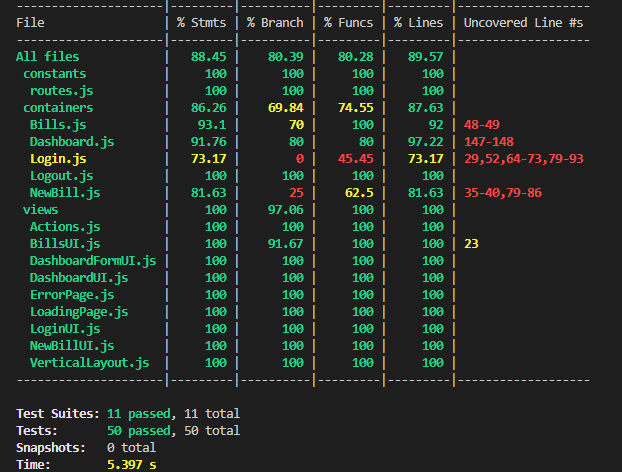 ---------------------|---------|----------|---------|---------|-------------------
File                 | % Stmts | % Branch | % Funcs | % Lines | Uncovered Line #s
---------------------|---------|----------|---------|---------|-------------------
All files            |   88.45 |    80.39 |   80.28 |   89.57 |
 constants           |     100 |      100 |     100 |     100 |
  routes.js          |     100 |      100 |     100 |     100 |
 containers          |   86.26 |    69.84 |   74.55 |   87.63 |
  Bills.js           |    93.1 |       70 |     100 |      92 | 48-49
  Dashboard.js       |   91.76 |       80 |      80 |   97.22 | 147-148
  Login.js           |   73.17 |        0 |   45.45 |   73.17 | 29,52,64-73,79-93
  Logout.js          |     100 |      100 |     100 |     100 |
  NewBill.js         |   81.63 |       25 |    62.5 |   81.63 | 35-40,79-86
 views               |     100 |    97.06 |     100 |     100 |
  Actions.js         |     100 |      100 |     100 |     100 |
  BillsUI.js         |     100 |    91.67 |     100 |     100 | 23
  DashboardFormUI.js |     100 |      100 |     100 |     100 |
  DashboardUI.js     |     100 |      100 |     100 |     100 |
  ErrorPage.js       |     100 |      100 |     100 |     100 |
  LoadingPage.js     |     100 |      100 |     100 |     100 |
  LoginUI.js         |     100 |      100 |     100 |     100 |
  NewBillUI.js       |     100 |      100 |     100 |     100 |
  VerticalLayout.js  |     100 |      100 |     100 |     100 |
---------------------|---------|----------|---------|---------|-------------------
Test Suites: 11 passed, 11 total
Tests:       50 passed, 50 total
Snapshots:   0 total
Time:        5.397 s